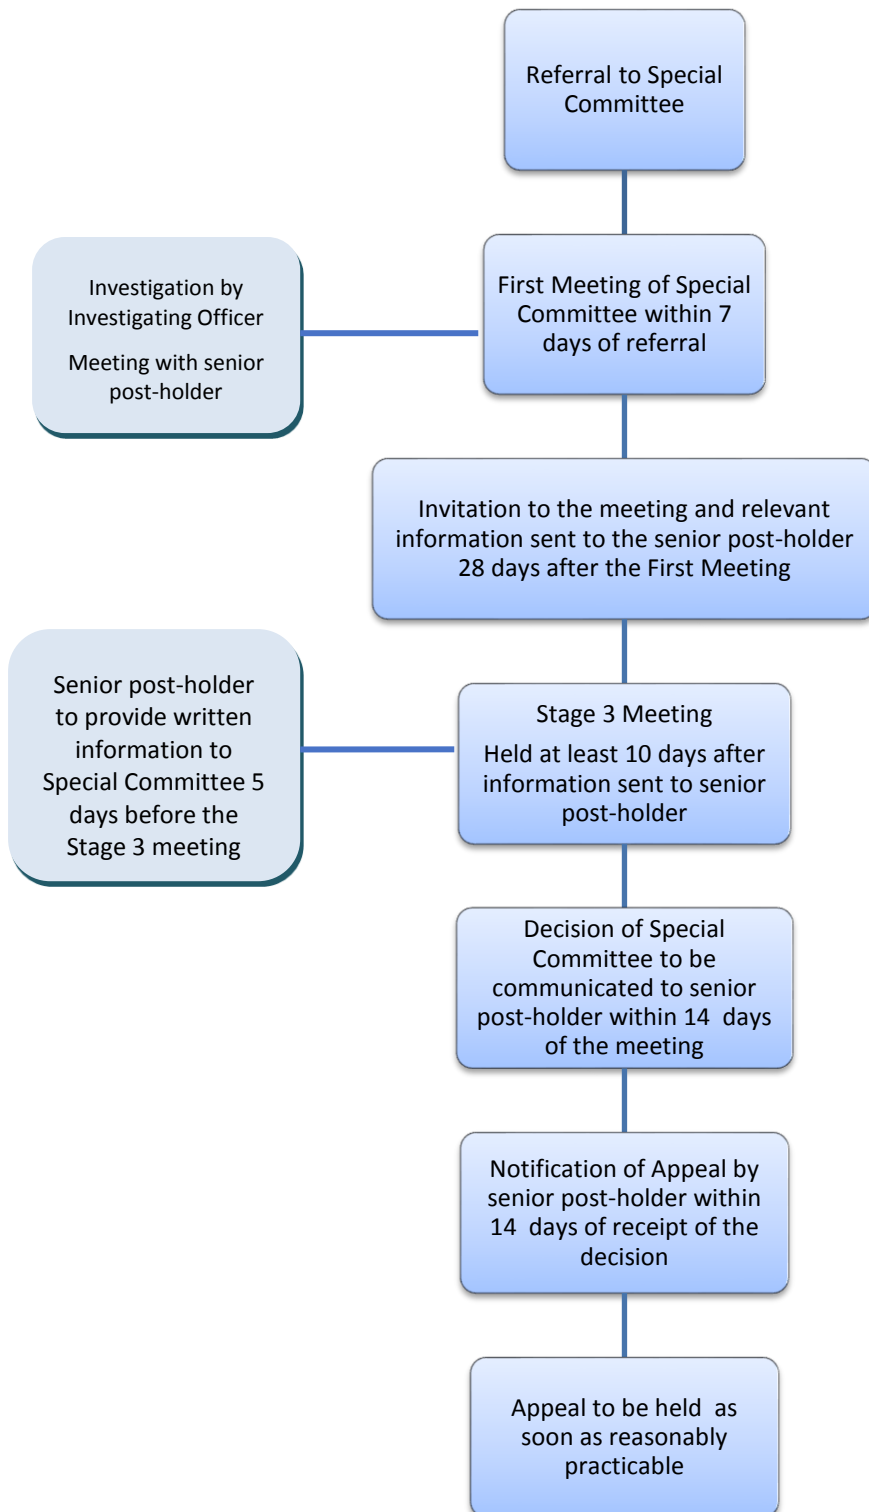 Referral to Special
Committee
Investigation by
Investigating Officer
Meeting with senior
post-holder
First Meeting of Special
Committee within 7
days of referral
Invitation to the meeting and relevant
information sent to the senior post-holder
28 days after the First Meeting
Senior post-holder
to provide written
information to
Special Committee 5
days before the
Stage 3 meeting
Stage 3 Meeting
Held at least 10 days after
information sent to senior
post-holder
Decision of Special
Committee to be
communicated to senior
post-holder within 14  days
of the meeting
Notification of Appeal by
senior post-holder within
14  days of receipt of the
decision
Appeal to be held  as
soon as reasonably
practicable